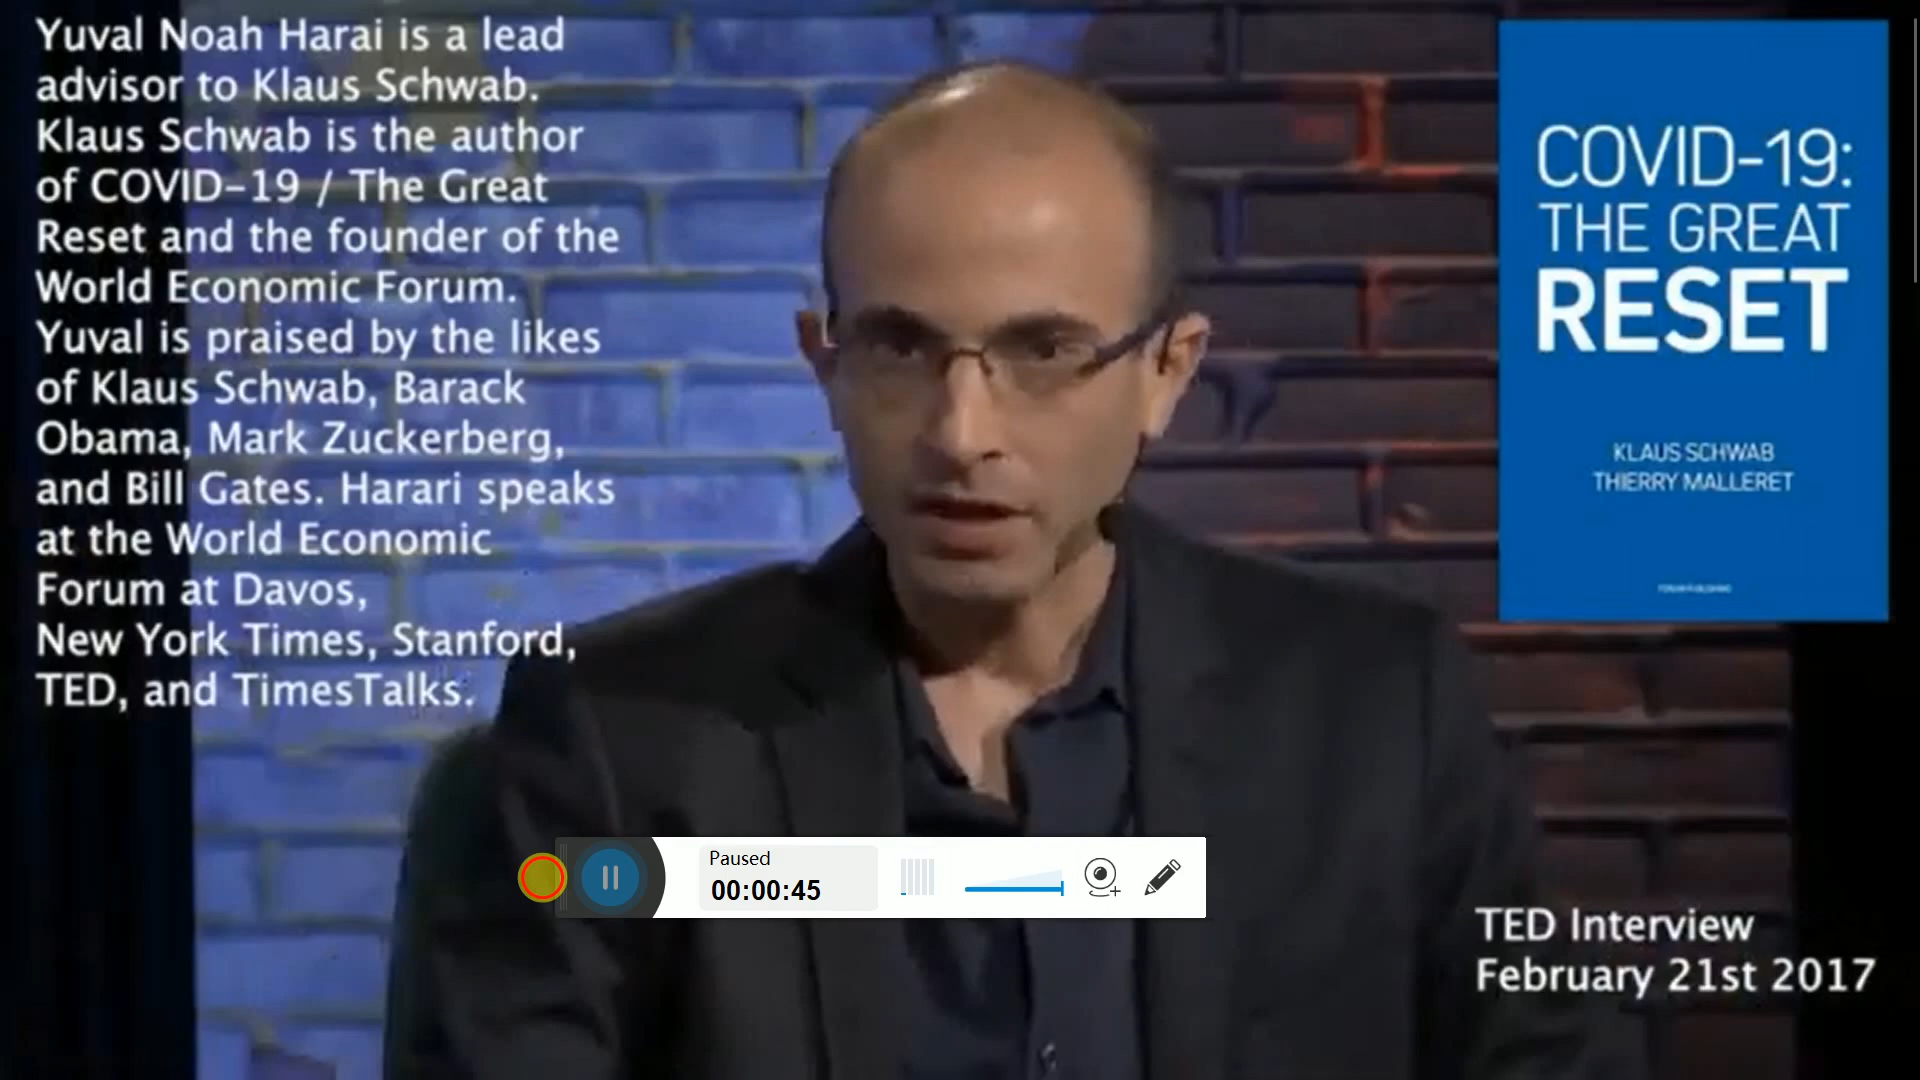 Yuval Noah Harai is a lead
advisor to Klaus Schwab.
Klaus Schwab is the author
of COVID-19 / The Great
Reset and the founder of the
World Economic Forum.
Yuval is praised by the likes
of Klaus Schwab, Barack
Obama, Mark Zuckerberg,
and Bill Gates. Harari speaks
at the World Economic
Forum at Davos,
New York Times, Stanford,
TED, and TimesTalks.
COVID-19:
THE GREAT
RESET
KLAUS SCHWAB
THIERRY MALLERET
Paused
00:00:45
TED Interview
February 21st 2017